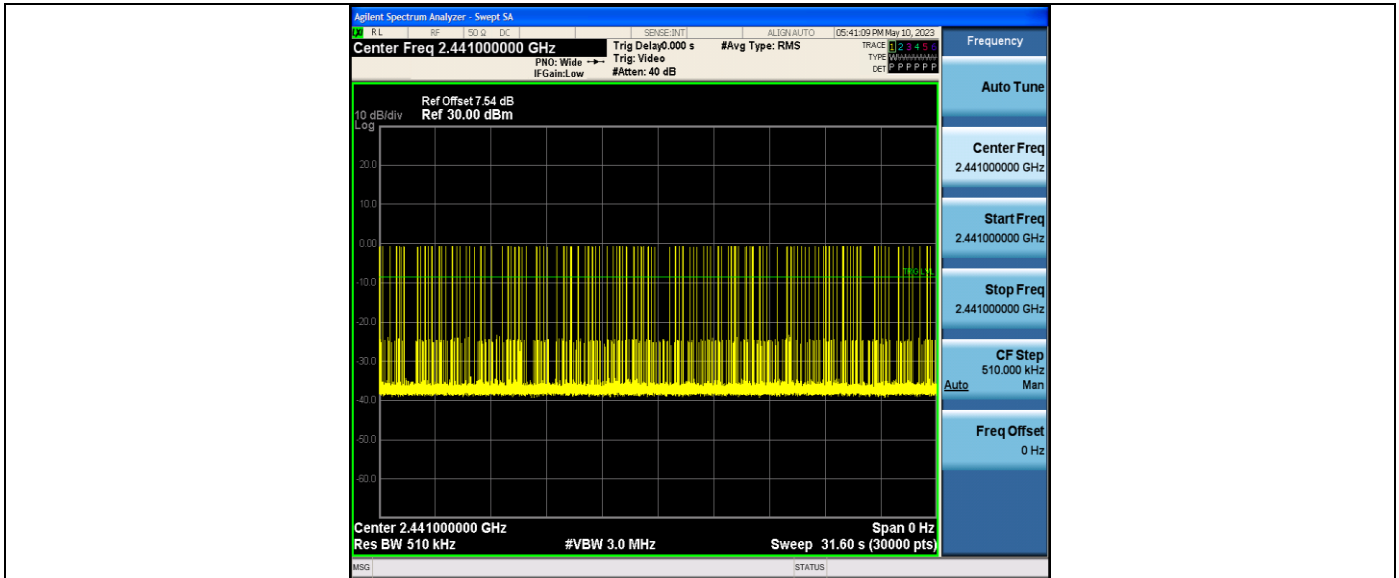 Agilent Spectrum Analyzer - Swept SA
RL RF 50 Ω DC SENSE:INT ALIGNAUTO 05:41:09 PM May 10, 2023
Center Freq 2.441000000 GHz
PNO: Wide
IFGain:Low
Trig Delay0.000 s
Trig: Video
#Atten: 40 dB
#Avg Type: RMS
TRACE 1 2 3 4 5 6
TYPE
DET P P P P P P
Ref Offset 7.54 dB
10 dB/div Ref 30.00 dBm
Log
20.0
10.0
0.00
-10.0
-20.0
-30.0
-40.0
-50.0
-60.0
Center 2.441000000 GHz Span 0 Hz
Res BW 510 kHz #VBW 3.0 MHz Sweep 31.60 s (30000 pts)
MSG STATUS
Frequency
Auto Tune
Center Freq
2.441000000 GHz
Start Freq
2.441000000 GHz
Stop Freq
2.441000000 GHz
CF Step
510.000 kHz
Auto Man
Freq Offset
0 Hz